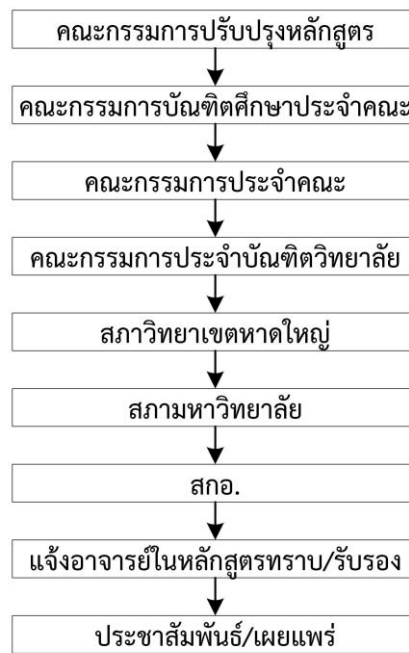 คณะกรรมการปรับปรุงหลักสูตร
คณะกรรมการบัณฑิตศึกษาประจำคณะ
คณะกรรมการประจำคณะ
คณะกรรมการประจำบัณฑิตวิทยาลัย
สภาวิทยาเขตหาดใหญ่
สภามหาวิทยาลัย
สกอ.
แจ้งอาจารย์ในหลักสูตรทราบ/รับรอง
ประชาสัมพันธ์/เผยแพร่